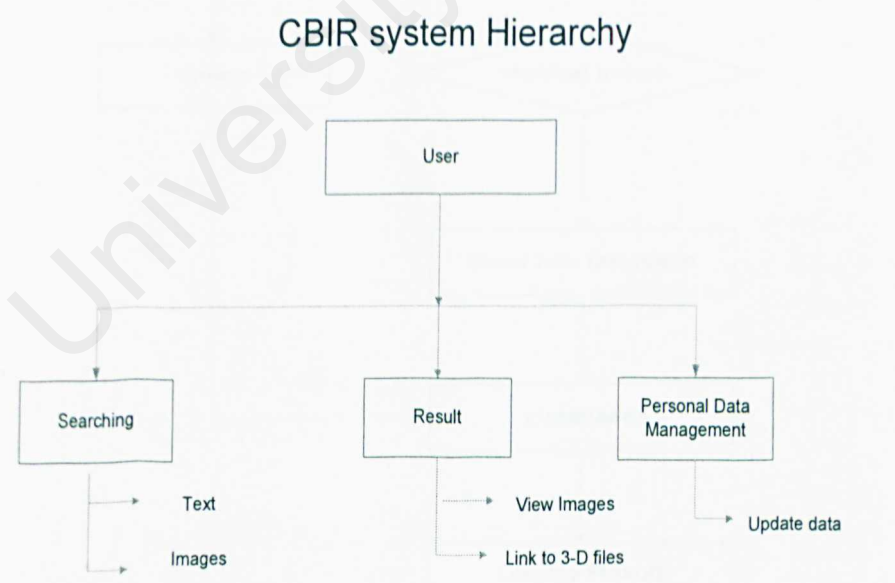 CBIR system Hierarchy
University
User
Searching
Result
Personal Data
Management
Text
Images
View Images
Link to 3-D files
Update data